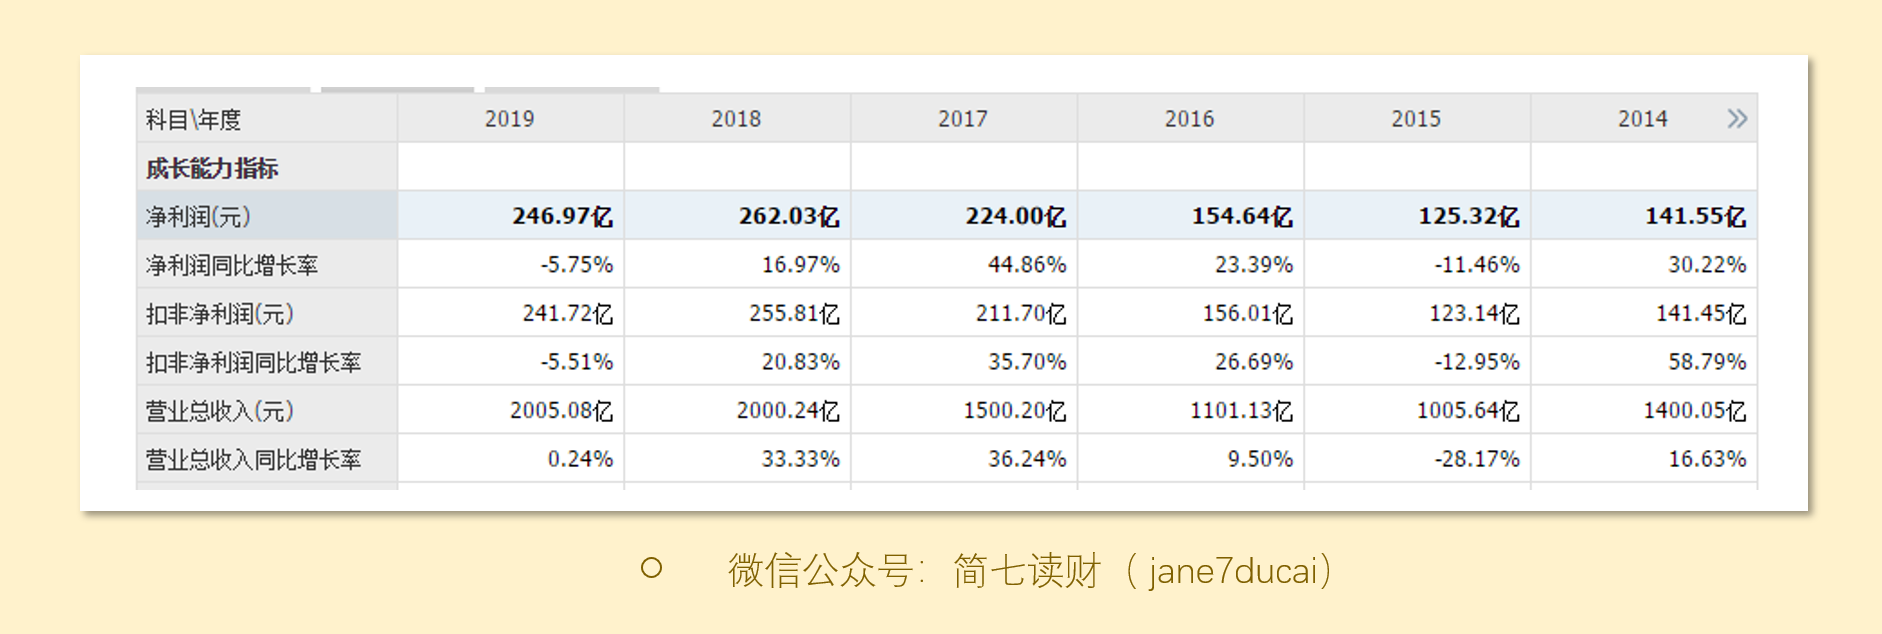 科目\年度 2019 2018 2017 2016 2015 2014 »
成长能力指标
净利润(元) 246.97亿 262.03亿 224.00亿 154.64亿 125.32亿 141.55亿
净利润同比增长率 -5.75% 16.97% 44.86% 23.39% -11.46% 30.22%
扣非净利润(元) 241.72亿 255.81亿 211.70亿 156.01亿 123.14亿 141.45亿
扣非净利润同比增长率 -5.51% 20.83% 35.70% 26.69% -12.95% 58.79%
营业总收入(元) 2005.08亿 2000.24亿 1500.20亿 1101.13亿 1005.64亿 1400.05亿
营业总收入同比增长率 0.24% 33.33% 36.24% 9.50% -28.17% 16.63%
微信公众号：简七读财（jane7ducai）